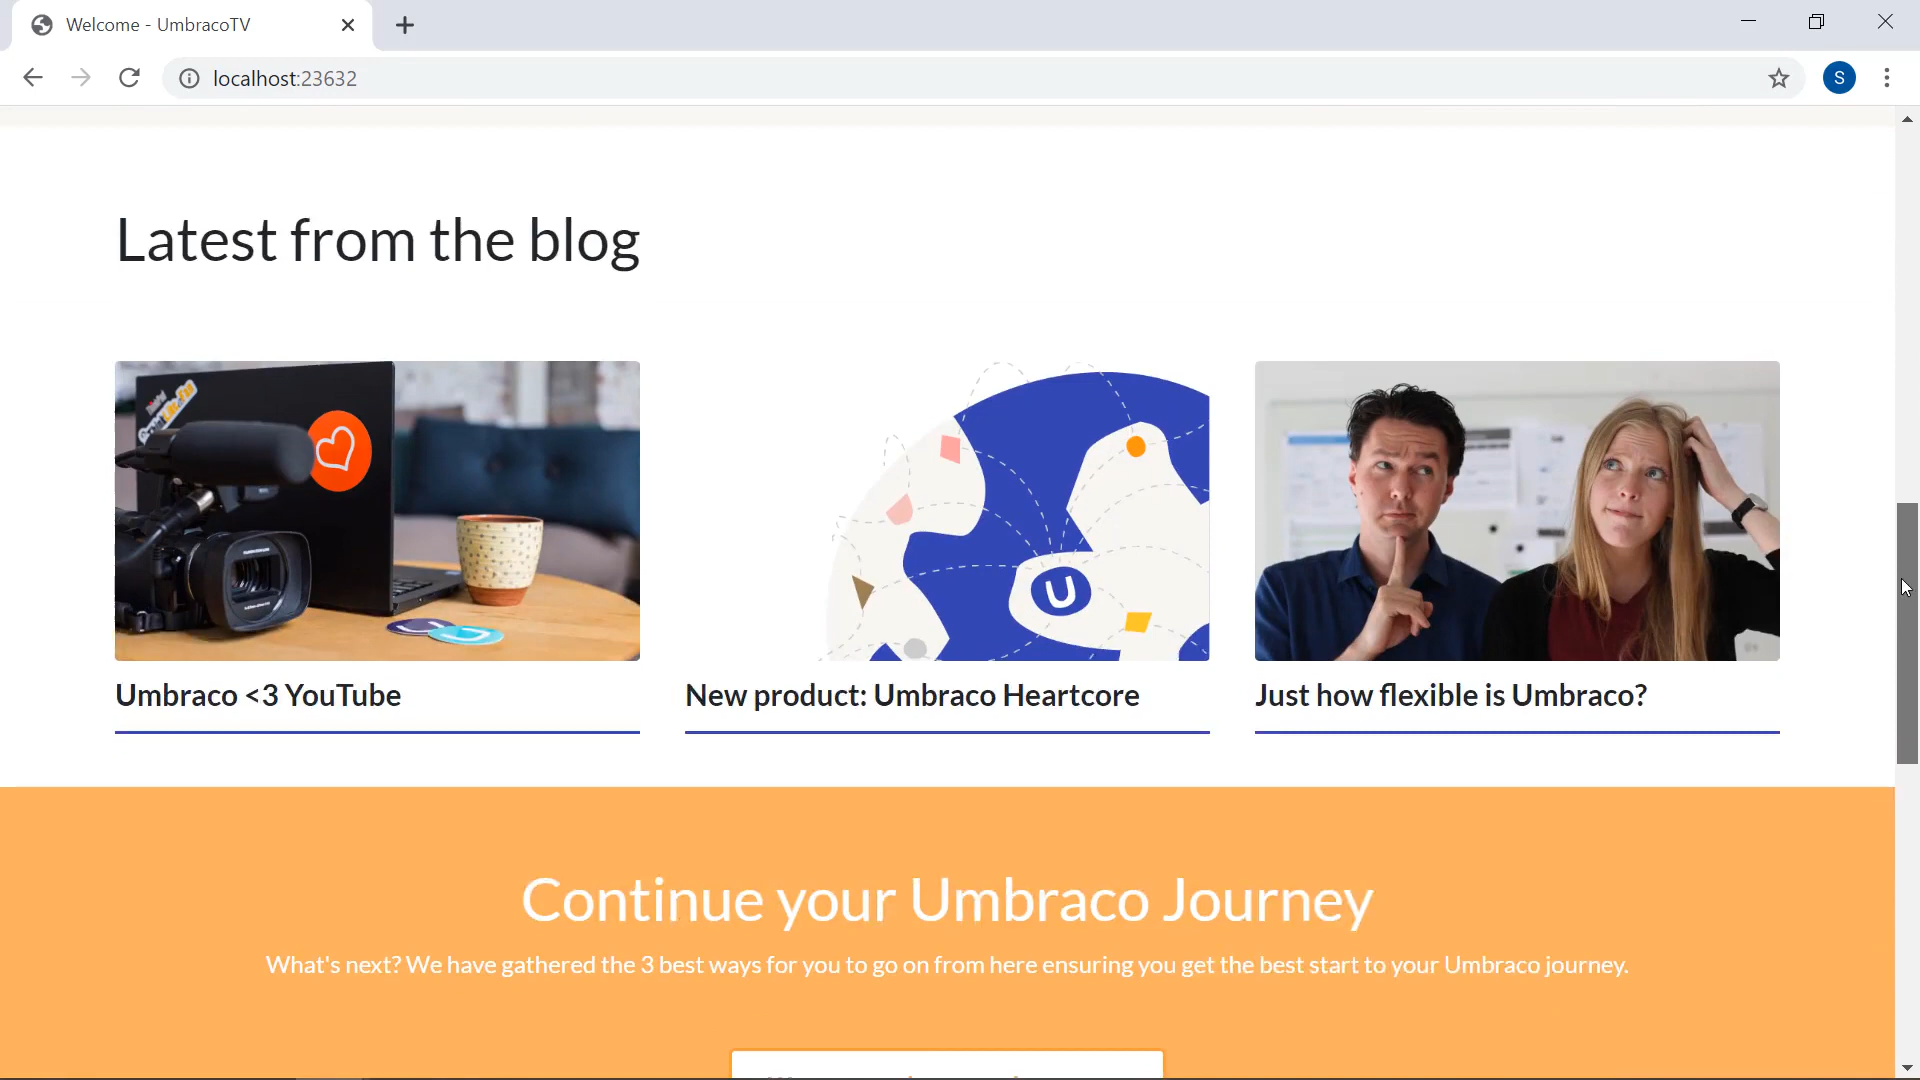 Welcome - UmbracoTV
localhost:23632
S
Latest from the blog
U
Umbraco <3 YouTube
New product: Umbraco Heartcore
Just how flexible is Umbraco?
Continue your Umbraco Journey
What's next? We have gathered the 3 best ways for you to go on from here ensuring you get the best start to your Umbraco journey.